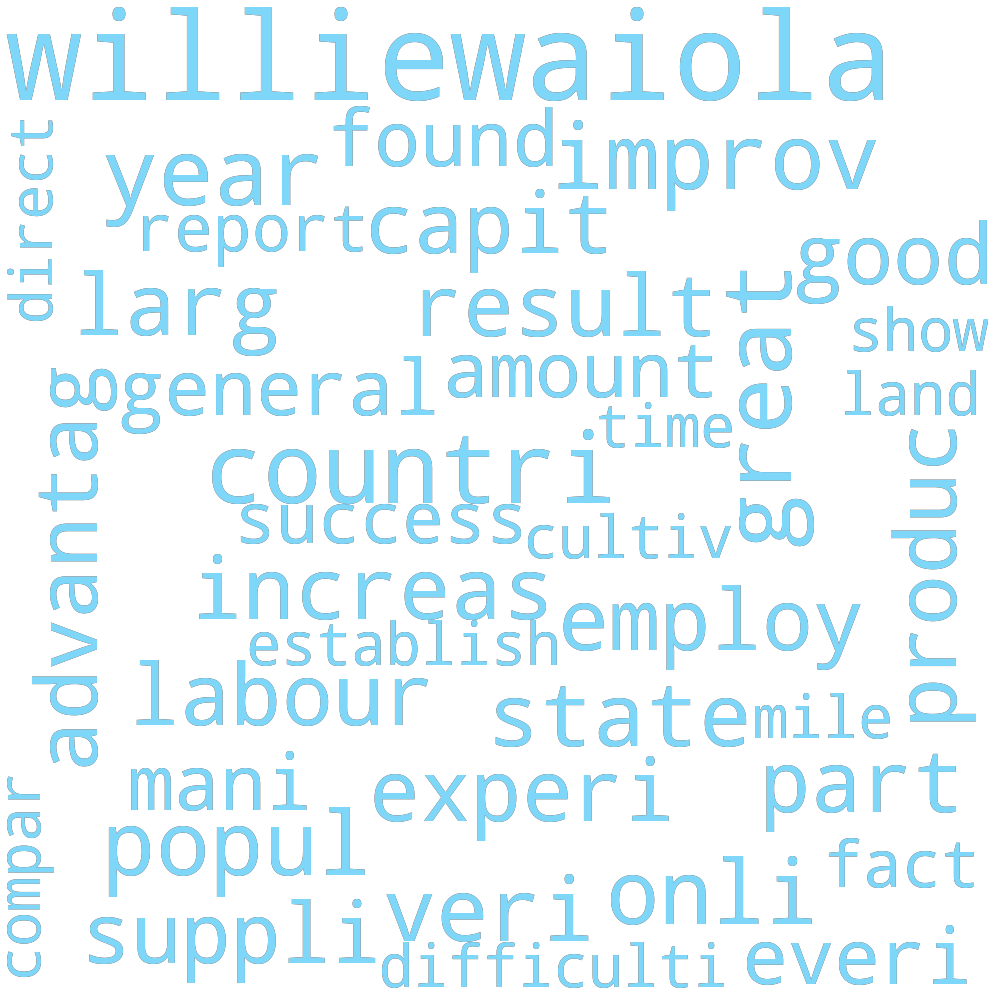 williewaiola
direct
found
improv
year
report
capit
good
larg
result
great
show
general
amount
land
advantag
time
countri
produc
success
cultiv
increas
employ
establish
labour
state
mile
mani
experi
part
compar
popul
fact
suppli
veri
onli
difficulti
everi